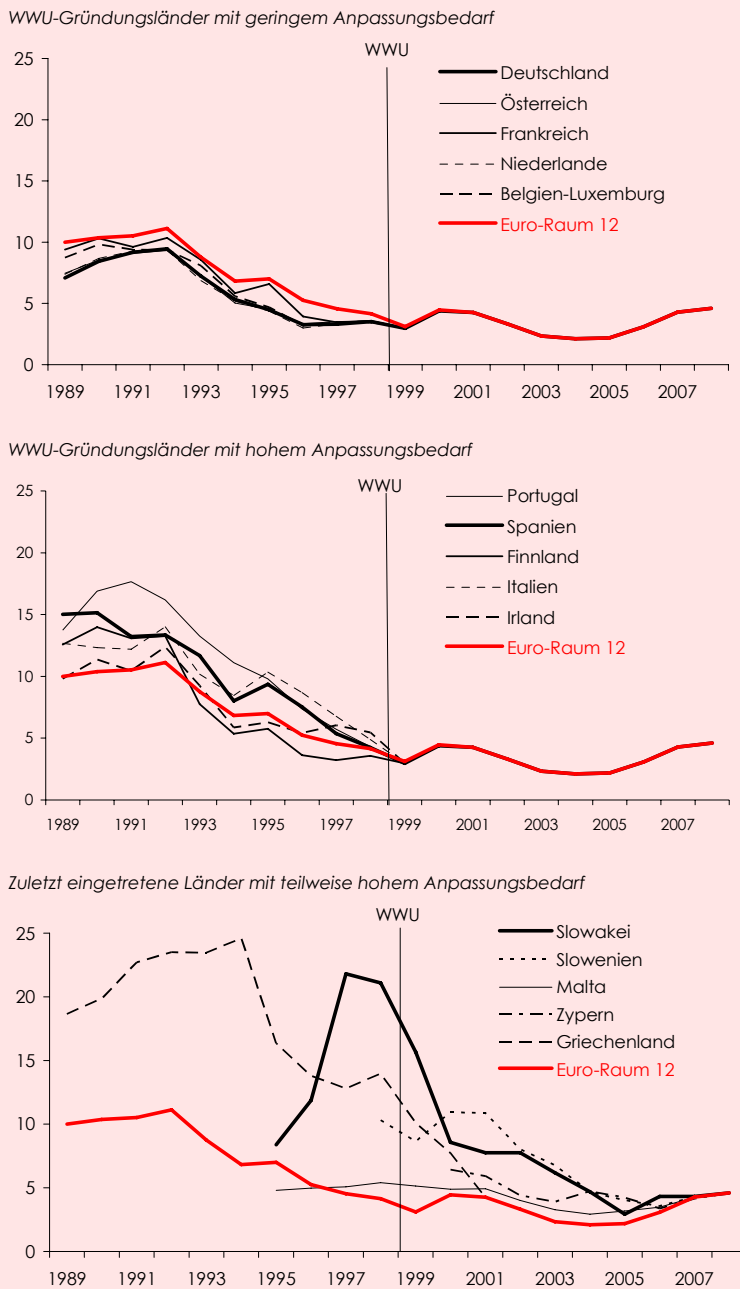 WWU-Gründungsländer mit geringem Anpassungsbedarf
WWU
25
20
15
10
5
0
Deutschland
Österreich
Frankreich
Niederlande
Belgien-Luxemburg
Euro-Raum 12
1989 1991 1993 1995 1997 1999 2001 2003 2005 2007
WWU-Gründungsländer mit hohem Anpassungsbedarf
WWU
25
20
15
10
5
0
Portugal
Spanien
Finnland
Italien
Irland
Euro-Raum 12
1989 1991 1993 1995 1997 1999 2001 2003 2005 2007
Zuletzt eingetretene Länder mit teilweise hohem Anpassungsbedarf
WWU
25
20
15
10
5
0
Slowakei
Slowenien
Malta
Zypern
Griechenland
Euro-Raum 12
1989 1991 1993 1995 1997 1999 2001 2003 2005 2007